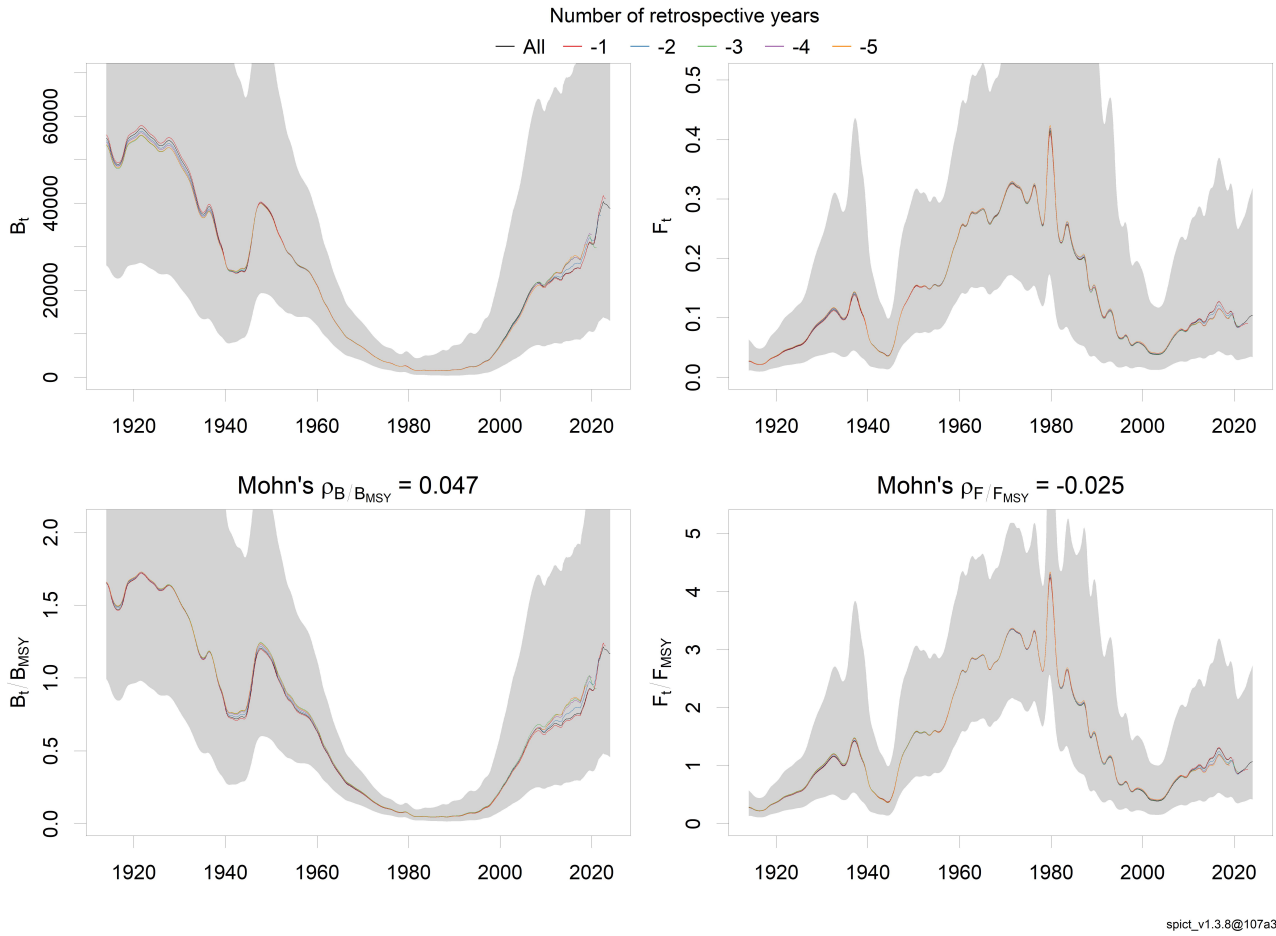 Number of retrospective years
All -1 -2 -3 -4 -5
Bt
0 20000 40000 60000
1920 1940 1960 1980 2000 2020
Ft
0.0 0.1 0.2 0.3 0.4 0.5
1920 1940 1960 1980 2000 2020
Mohn's ρB/BMSY = 0.047
Bt/BMSY
0.0 0.5 1.0 1.5 2.0
1920 1940 1960 1980 2000 2020
Mohn's ρF/FMSY = -0.025
Ft/FMSY
0 1 2 3 4 5
1920 1940 1960 1980 2000 2020
spict_v1.3.8@107a3